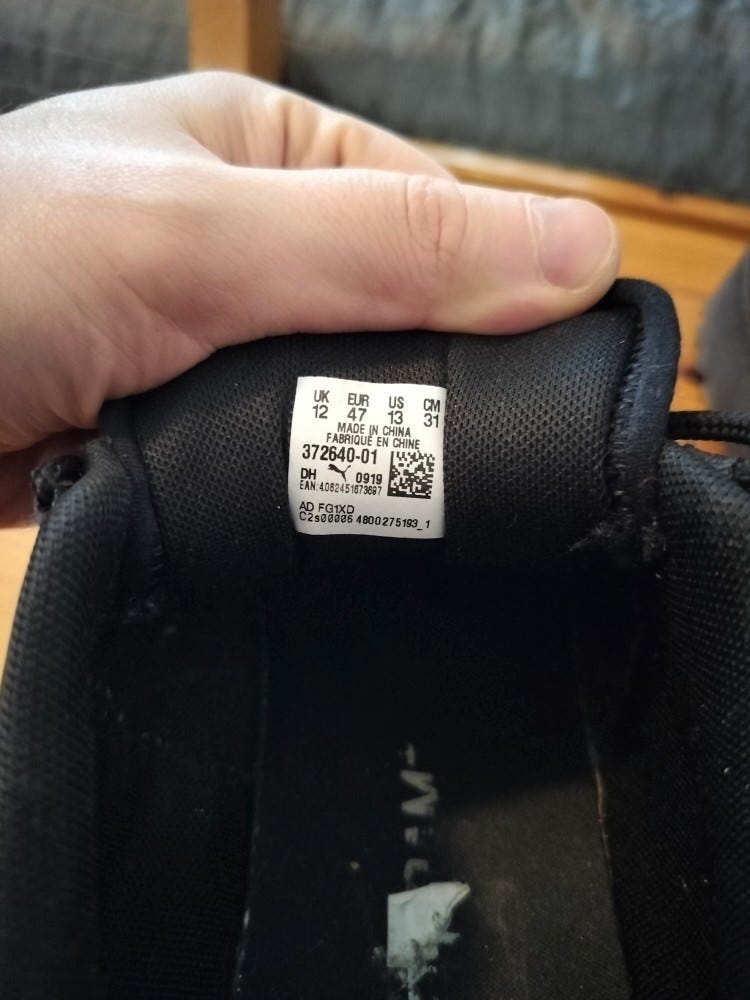 UK EUR US CM
12 47 13 31
MADE IN CHINA
FABRIQUÉ EN CHINE
372640-01
DH 0919
EAN:4062451673697
AD FG1XD
C2s00006 4800275193_1